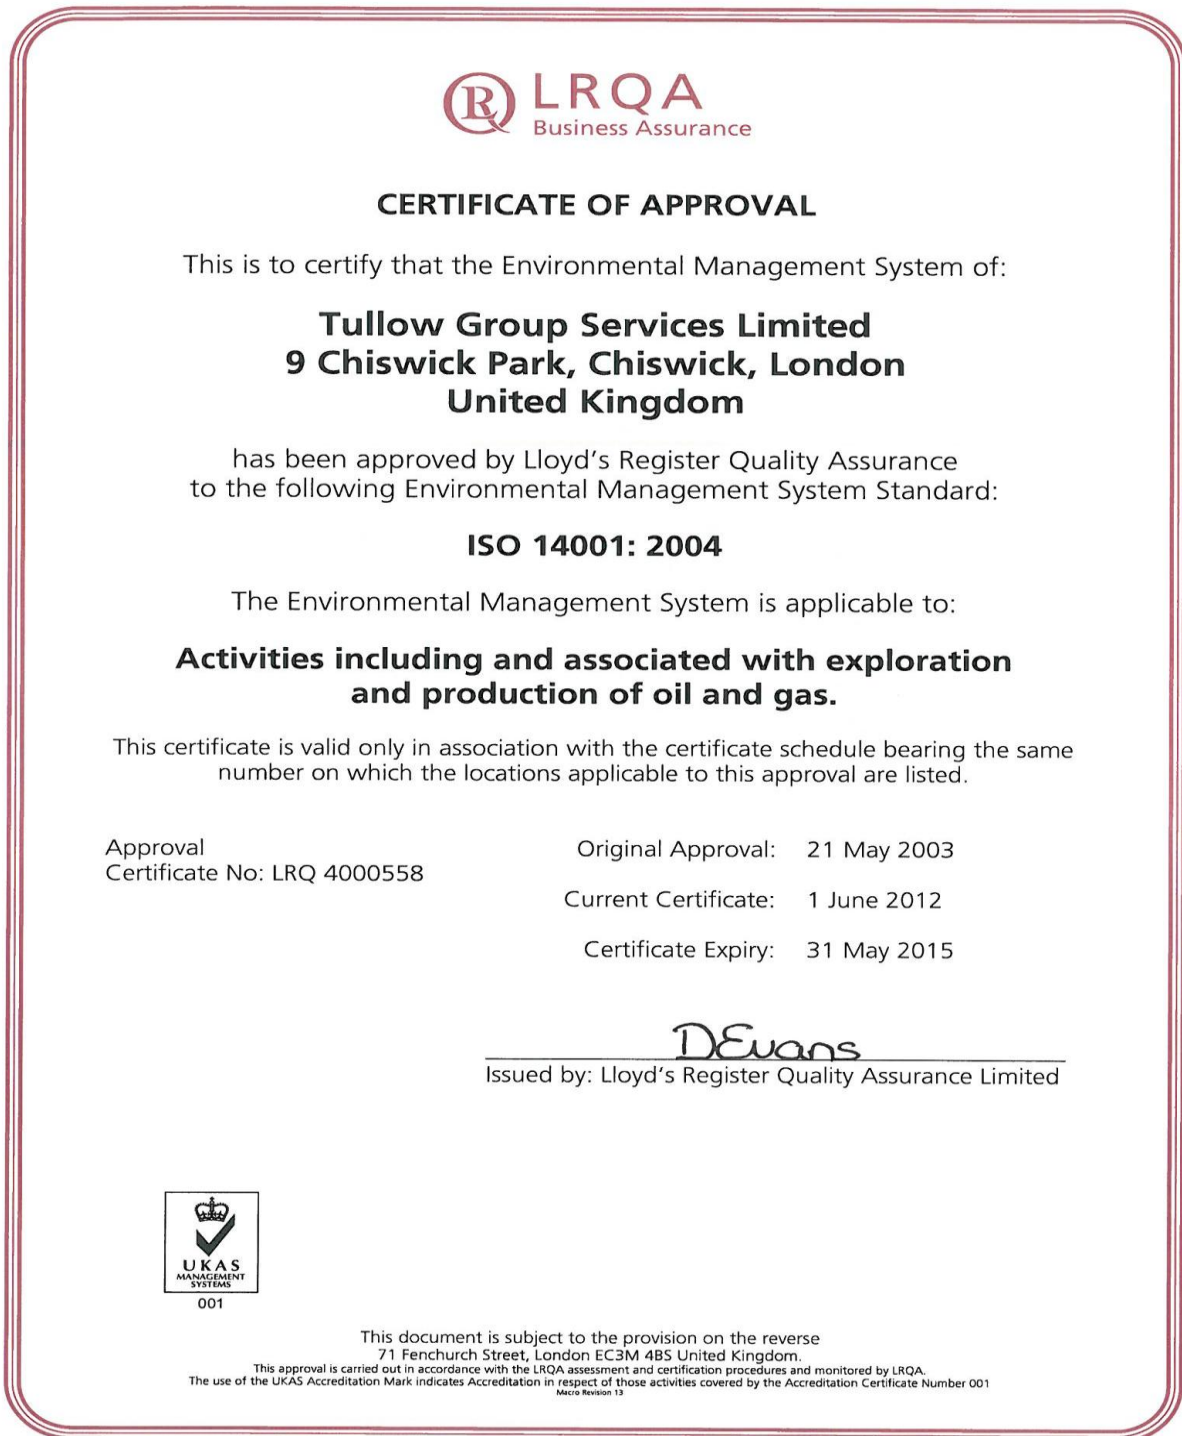 LRQA
Business Assurance
CERTIFICATE OF APPROVAL
This is to certify that the Environmental Management System of:
Tullow Group Services Limited
9 Chiswick Park, Chiswick, London
United Kingdom
has been approved by Lloyd's Register Quality Assurance
to the following Environmental Management System Standard:
ISO 14001: 2004
The Environmental Management System is applicable to:
Activities including and associated with exploration
and production of oil and gas.
This certificate is valid only in association with the certificate schedule bearing the same
number on which the locations applicable to this approval are listed.
Approval
Certificate No: LRQ 4000558
Original Approval: 21 May 2003
Current Certificate: 1 June 2012
Certificate Expiry: 31 May 2015
DEvans
Issued by: Lloyd's Register Quality Assurance Limited
UKAS
MANAGEMENT
SYSTEMS
001
This document is subject to the provision on the reverse
71 Fenchurch Street, London EC3M 4BS United Kingdom.
This approval is carried out in accordance with the LRQA assessment and certification procedures and monitored by LRQA.
The use of the UKAS Accreditation Mark indicates Accreditation in respect of those activities covered by the Accreditation Certificate Number 001
Macro Revision 13